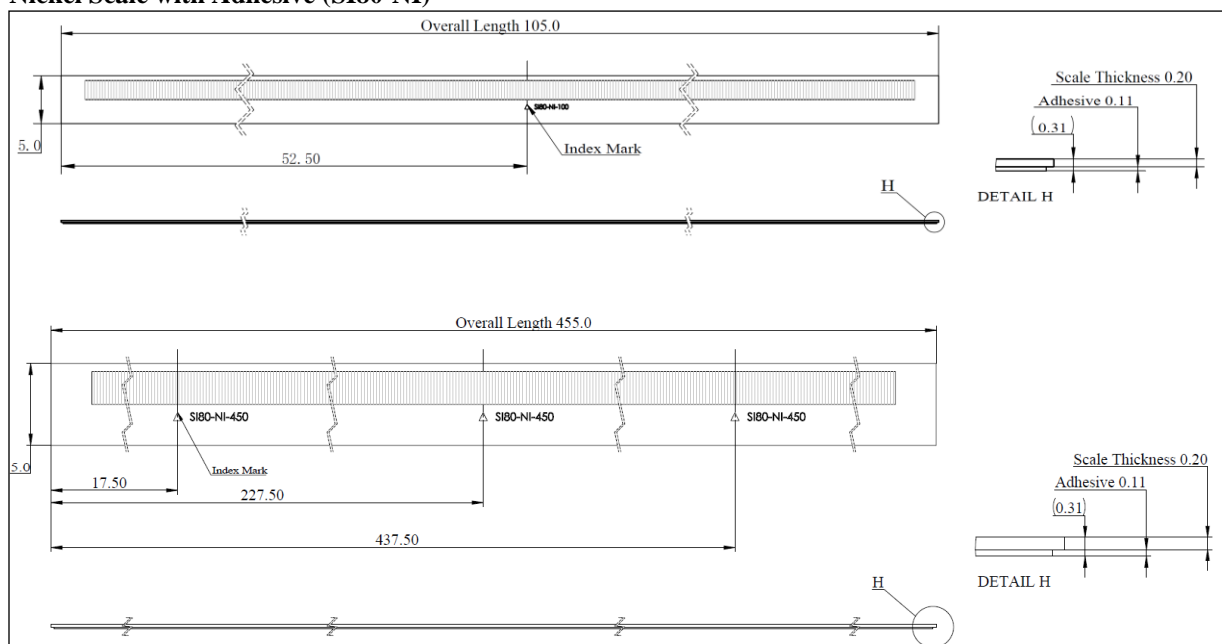 Nickel Scale with Adhesive (SI80-NI)
Overall Length 105.0
Scale Thickness 0.20
Adhesive 0.11
(0.31)
SI80-NI-100
5.0
Index Mark
52.50
DETAIL H
H
Overall Length 455.0
SI80-NI-450 SI80-NI-450 SI80-NI-450
5.0
Index Mark
17.50
227.50
437.50
Scale Thickness 0.20
Adhesive 0.11
(0.31)
DETAIL H
H